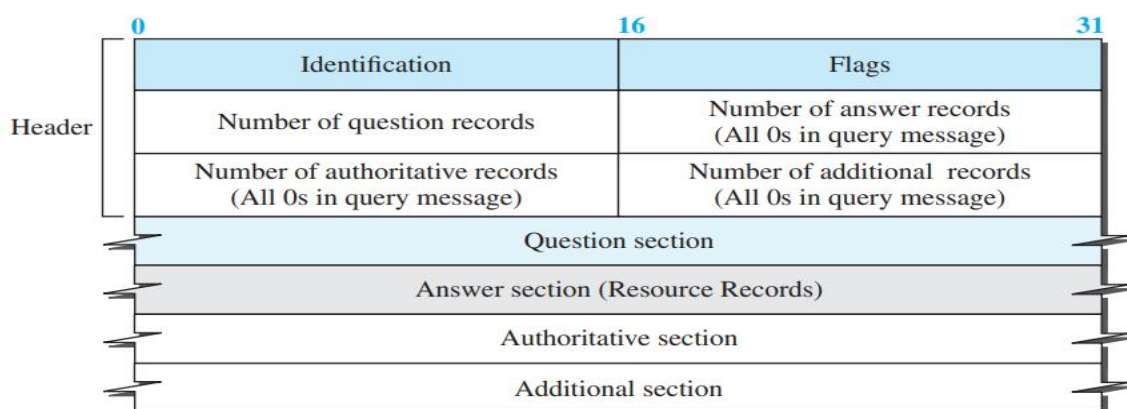 0 16 31
Identification Flags
Header
Number of question records
Number of answer records
(All 0s in query message)
Number of authoritative records
(All 0s in query message)
Number of additional records
(All 0s in query message)
Question section
Answer section (Resource Records)
Authoritative section
Additional section